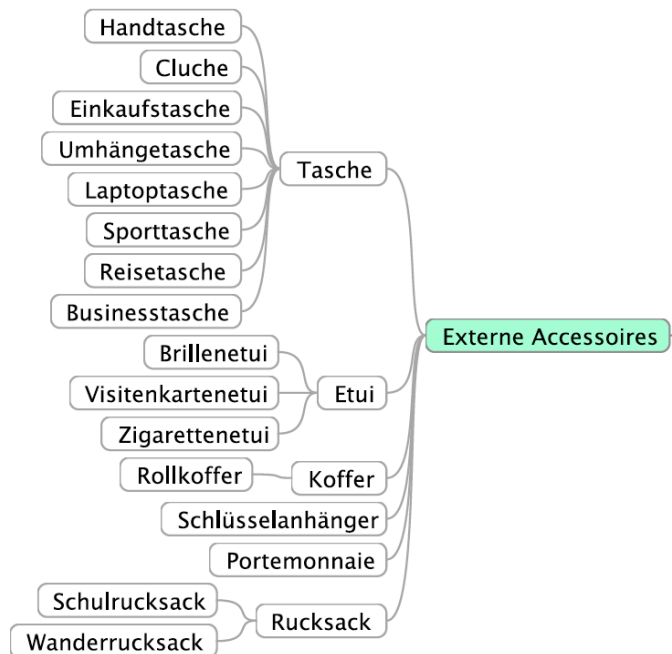 Handtasche
Cluche
Einkaufstasche
Umhängetasche
Laptoptasche
Sporttasche
Reisetasche
Businesstasche
Tasche
Externe Accessoires
Brillenetui
Visitenkartenetui
Zigarettenetui
Etui
Rollkoffer
Koffer
Schlüsselanhänger
Portemonnaie
Schulrucksack
Wanderrucksack
Rucksack